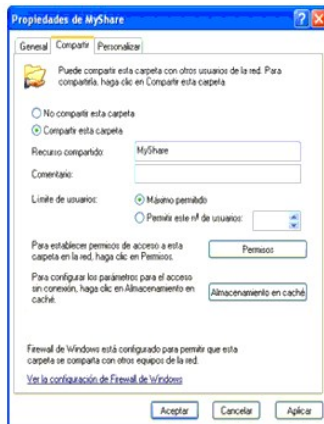 Propiedades de MyShare
General Compartir Personalizar
Puede compartir esta carpeta con otros usuarios de la red. Para
compartirla, haga clic en Compartir esta carpeta
No compartir esta carpeta
Compartir esta carpeta
Recurso compartido: MyShare
Comentario:
Límite de usuarios: Máximo permitido
Permitir este nº de usuarios:
Para establecer permisos de acceso a esta
carpeta en la red, haga clic en Permisos. Permisos
Para configurar los parámetros para el acceso
sin conexión, haga clic en Almacenamiento en
caché. Almacenamiento en caché
Firewall de Windows está configurado para permitir que esta
carpeta se comparta con otros equipos de la red.
Ver la configuración de Firewall de Windows
Aceptar Cancelar Aplicar